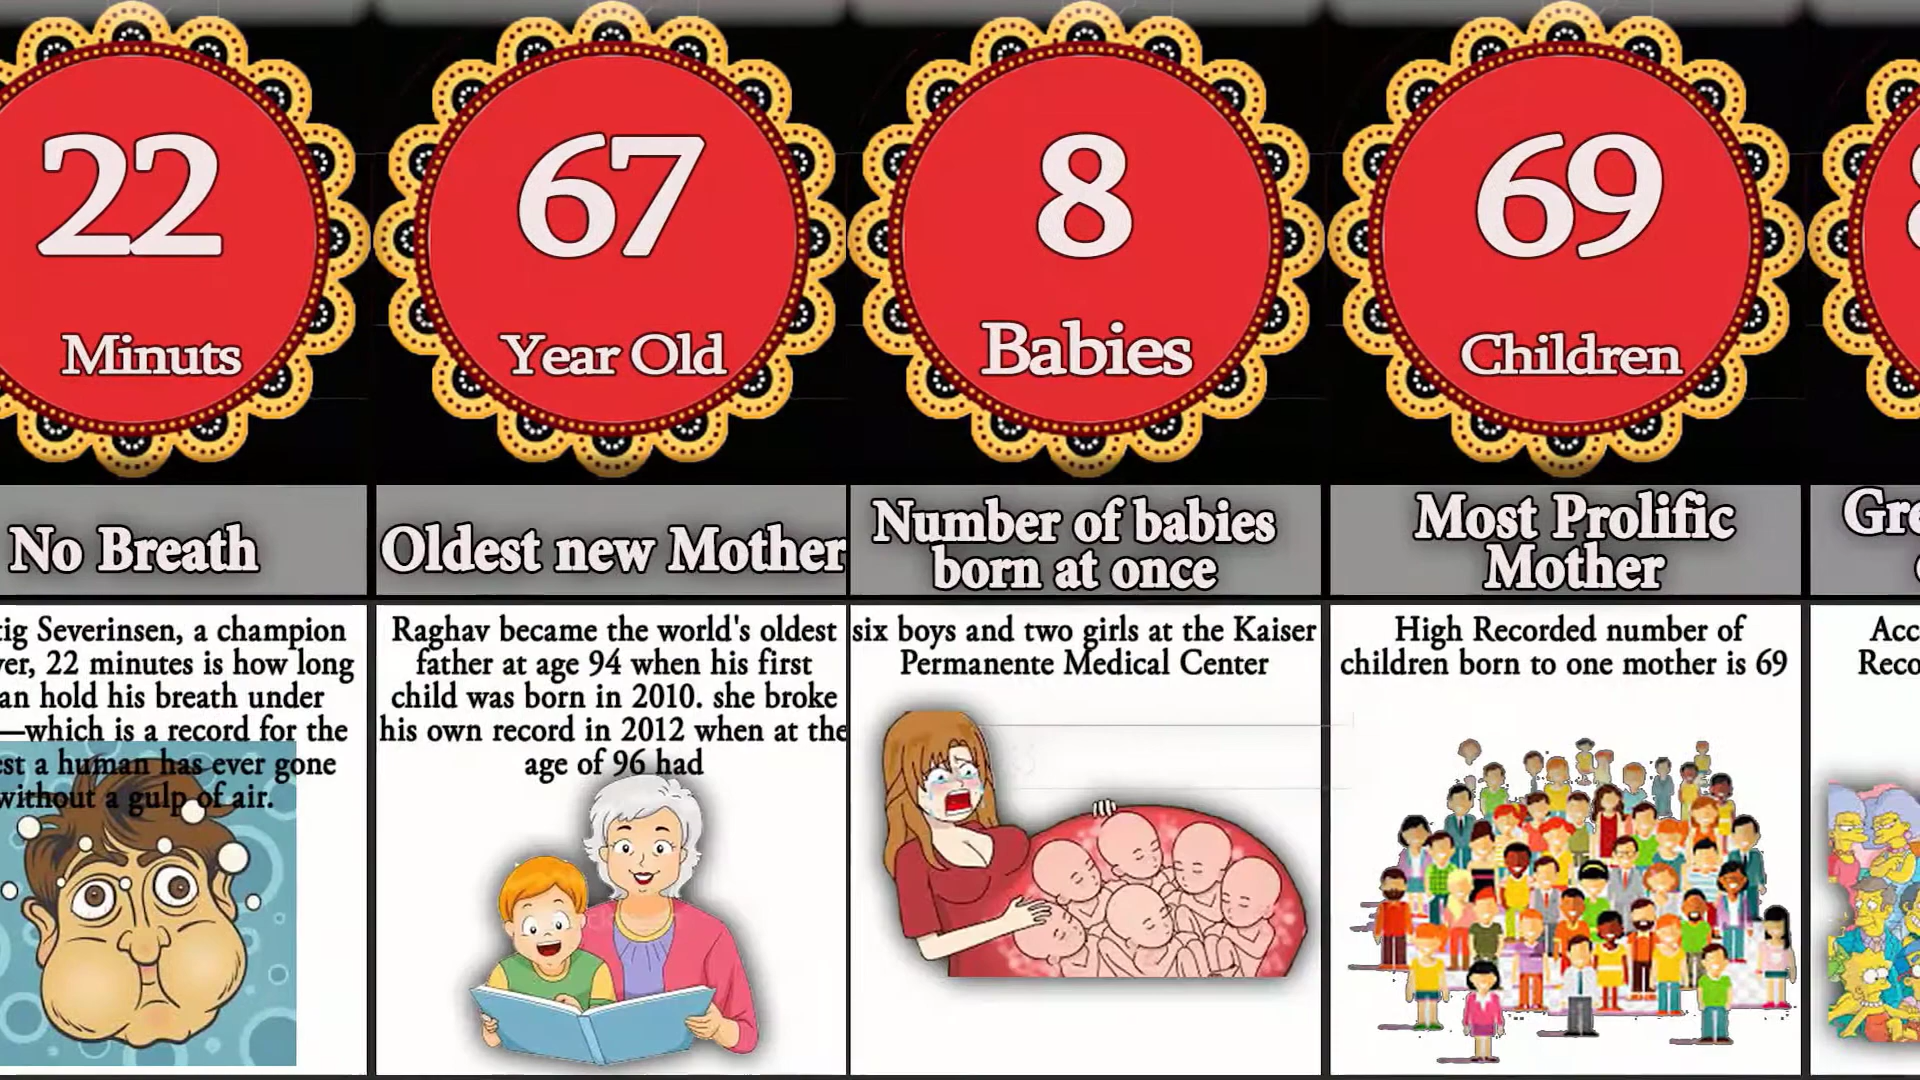 22
Minuts
No Breath
tig Severinsen, a champion
ver, 22 minutes is how long
an hold his breath under
—which is a record for the
est a human has ever gone
without a gulp of air.
67
Year Old
Oldest new Mother
Raghav became the world's oldest
father at age 94 when his first
child was born in 2010. she broke
his own record in 2012 when at the
age of 96 had
8
Babies
Number of babies
born at once
six boys and two girls at the Kaiser
Permanente Medical Center
69
Children
Most Prolific
Mother
High Recorded number of
children born to one mother is 69
Gre
Acc
Reco